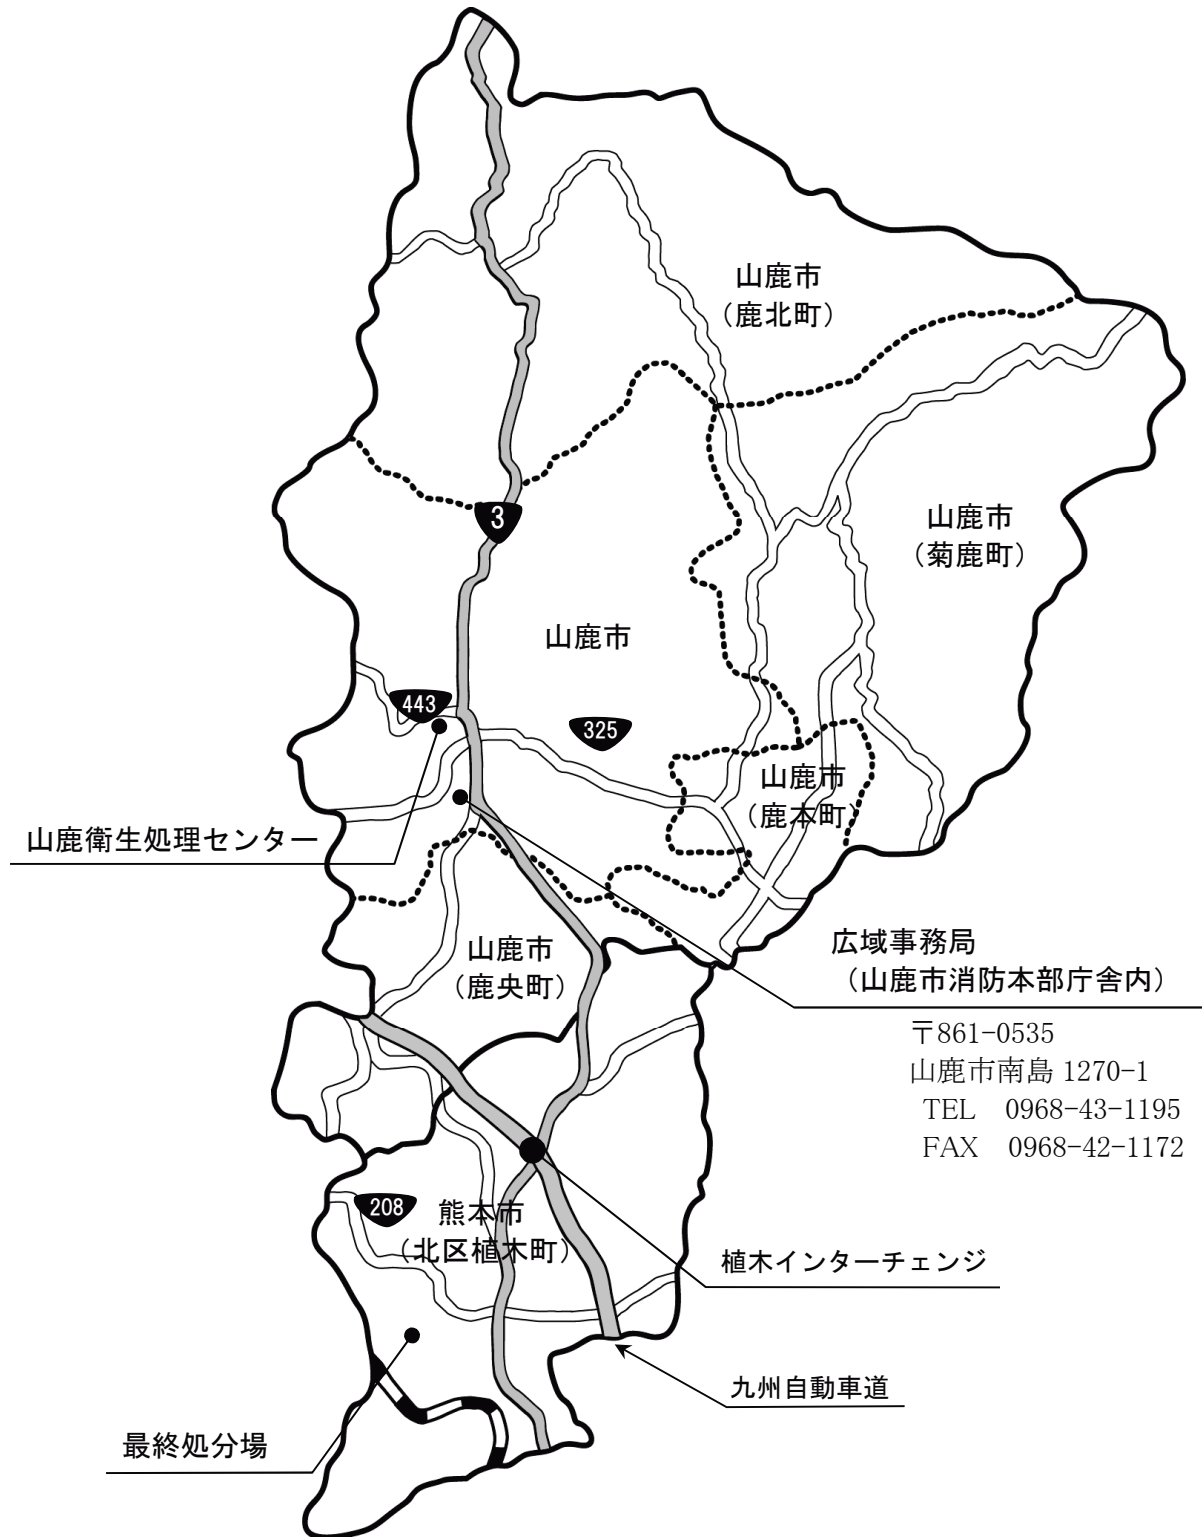 山鹿市
（鹿北町）
3
山鹿市
（菊鹿町）
山鹿市
443
325
山鹿市
（鹿本町）
山鹿衛生処理センター
山鹿市
（鹿央町）
広域事務局
（山鹿市消防本部庁舎内）
〒861-0535
山鹿市南島 1270-1
TEL　0968-43-1195
FAX　0968-42-1172
208
熊本市
（北区植木町）
植木インターチェンジ
九州自動車道
最終処分場